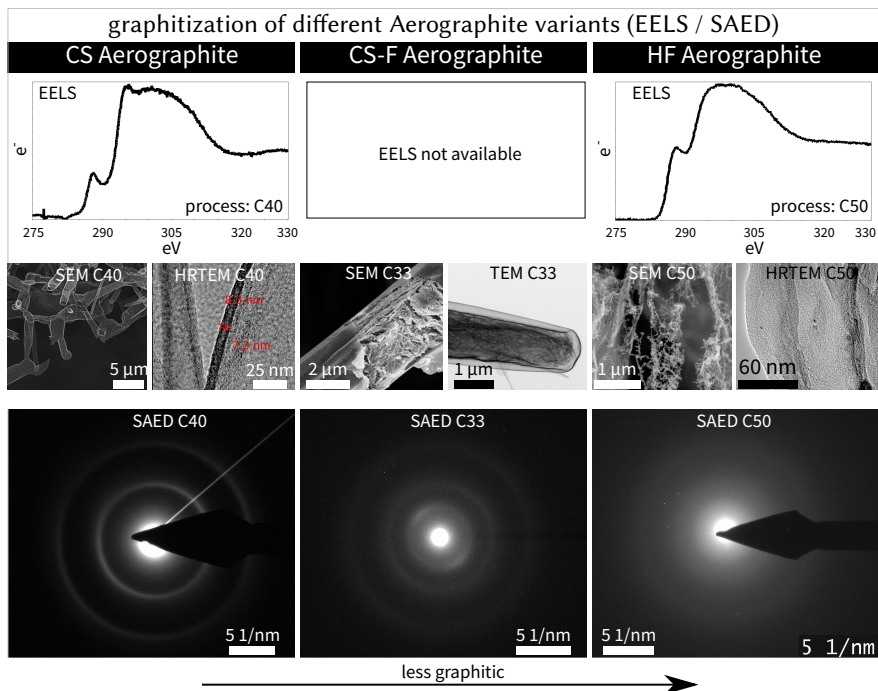 graphitization of different Aerographite variants (EELS / SAED)
CS Aerographite
CS-F Aerographite
HF Aerographite
EELS
e⁻
process: C40
275 290 305 320 330
eV
EELS not available
EELS
e⁻
process: C50
275 290 305 320 330
eV
SEM C40
5 µm
HRTEM C40
25 nm
SEM C33
2 µm
TEM C33
1 µm
SEM C50
1 µm
HRTEM C50
60 nm
SAED C40
5 1/nm
SAED C33
5 1/nm
SAED C50
5 1/nm
5 1/nm
less graphitic